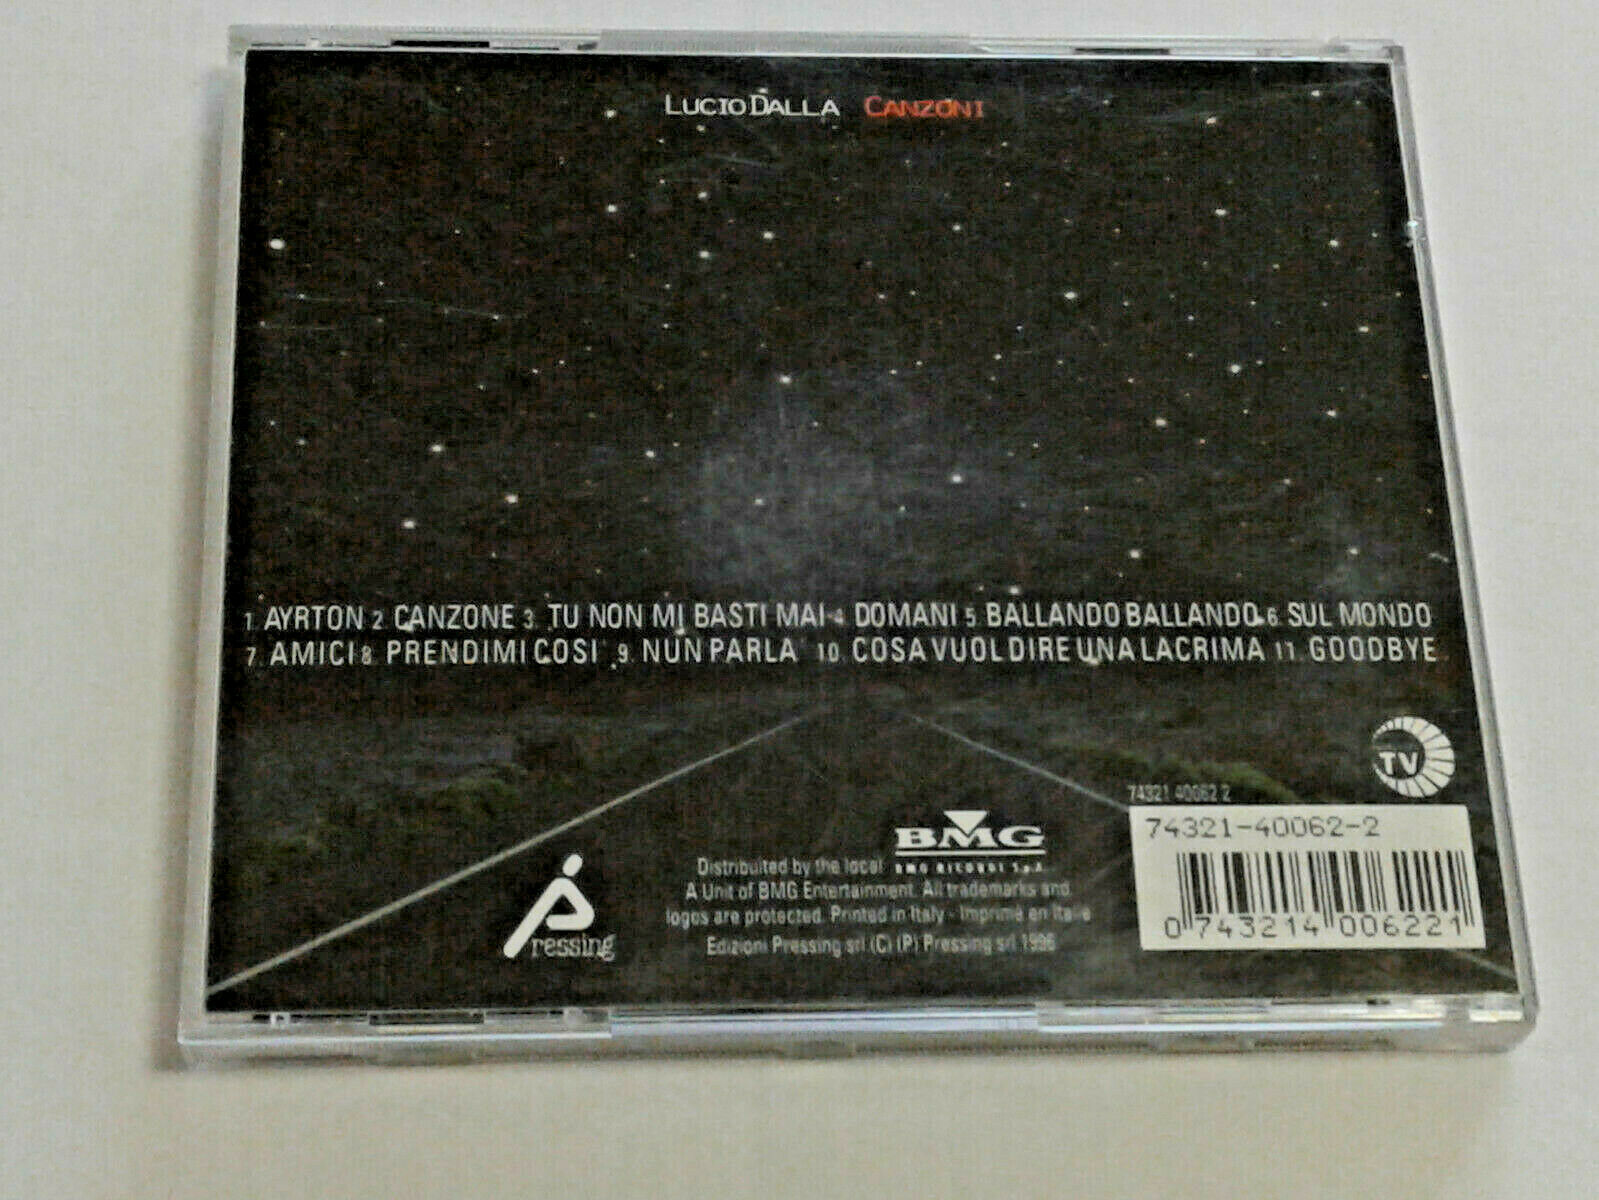 LUCIO DALLA CANZONI
1. AYRTON 2. CANZONE 3. TU NON MI BASTI MAI 4. DOMANI 5. BALLANDO BALLANDO 6. SUL MONDO
7. AMICI 8. PRENDIMI COSI' 9. NUN PARLA' 10. COSA VUOL DIRE UNA LACRIMA 11. GOODBYE
TV
74321 40062 2
74321-40062-2
0 743214 006221
Pressing
BMG
BMG RICORDI S.p.A.
Distribuited by the local
A Unit of BMG Entertainment. All trademarks and
logos are protected. Printed in Italy - Imprimé en Italie
Edizioni Pressing srl (C) (P) Pressing srl 1996